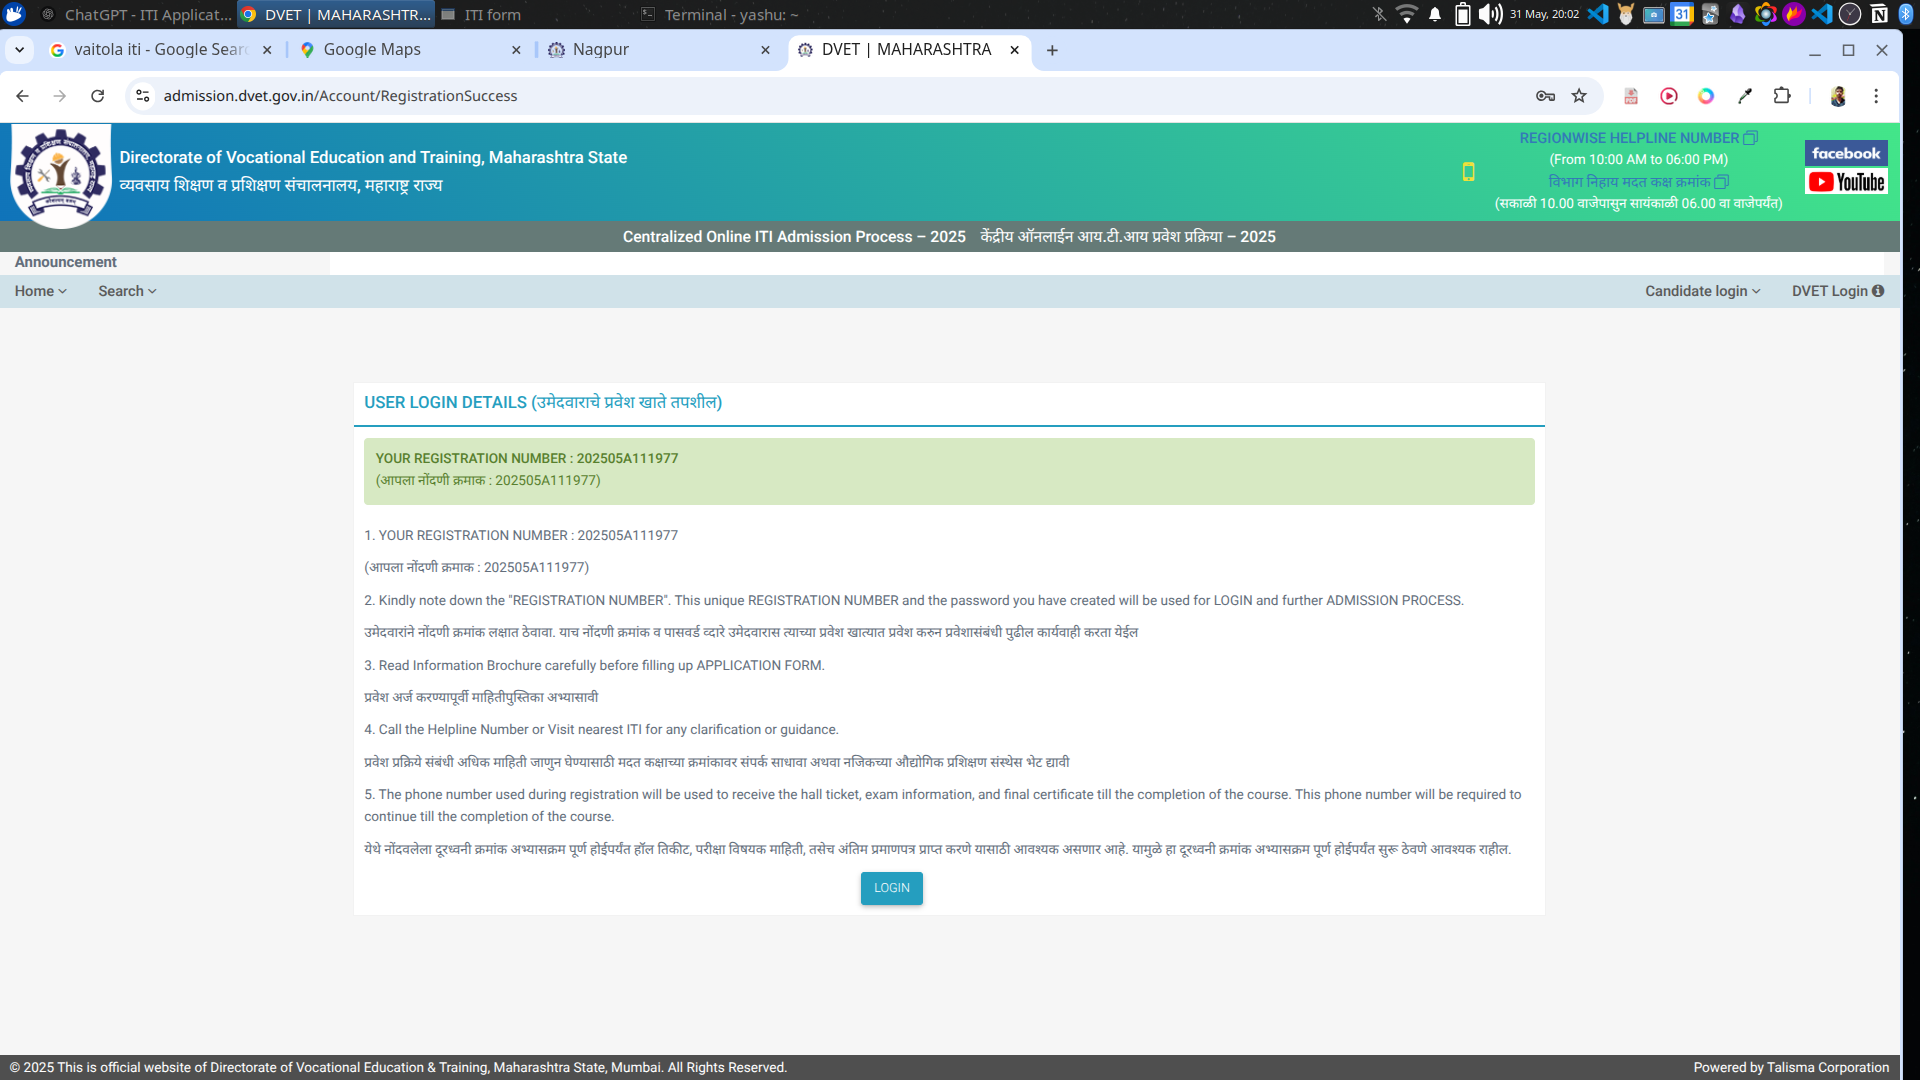 ChatGPT - ITI Applicat...
DVET | MAHARASHTR...
ITI form
Terminal - yashu: ~
31 May, 20:02
31
vaitola iti - Google Sear
Google Maps
Nagpur
DVET | MAHARASHTRA
admission.dvet.gov.in/Account/RegistrationSuccess
Directorate of Vocational Education and Training, Maharashtra State
व्यवसाय शिक्षण व प्रशिक्षण संचालनालय, महाराष्ट्र राज्य
REGIONWISE HELPLINE NUMBER
(From 10:00 AM to 06:00 PM)
विभाग निहाय मदत कक्ष क्रमांक
(सकाळी 10.00 वाजेपासुन सायंकाळी 06.00 वा वाजेपर्यंत)
facebook
YouTube
Centralized Online ITI Admission Process – 2025 केंद्रीय ऑनलाईन आय.टी.आय प्रवेश प्रक्रिया – 2025
Announcement
Home
Search
Candidate login
DVET Login
USER LOGIN DETAILS (उमेदवाराचे प्रवेश खाते तपशील)
YOUR REGISTRATION NUMBER : 202505A111977
(आपला नोंदणी क्रमाक : 202505A111977)
1. YOUR REGISTRATION NUMBER : 202505A111977
(आपला नोंदणी क्रमाक : 202505A111977)
2. Kindly note down the "REGISTRATION NUMBER". This unique REGISTRATION NUMBER and the password you have created will be used for LOGIN and further ADMISSION PROCESS.
उमेदवारांने नोंदणी क्रमांक लक्षात ठेवावा. याच नोंदणी क्रमांक व पासवर्ड व्दारे उमेदवारास त्याच्या प्रवेश खात्यात प्रवेश करुन प्रवेशासंबंधी पुढील कार्यवाही करता येईल
3. Read Information Brochure carefully before filling up APPLICATION FORM.
प्रवेश अर्ज करण्यापूर्वी माहितीपुस्तिका अभ्यासावी
4. Call the Helpline Number or Visit nearest ITI for any clarification or guidance.
प्रवेश प्रक्रिये संबंधी अधिक माहिती जाणुन घेण्यासाठी मदत कक्षाच्या क्रमांकावर संपर्क साधावा अथवा नजिकच्या औद्योगिक प्रशिक्षण संस्थेस भेट द्यावी
5. The phone number used during registration will be used to receive the hall ticket, exam information, and final certificate till the completion of the course. This phone number will be required to
continue till the completion of the course.
येथे नोंदवलेला दूरध्वनी क्रमांक अभ्यासक्रम पूर्ण होईपर्यंत हॉल तिकीट, परीक्षा विषयक माहिती, तसेच अंतिम प्रमाणपत्र प्राप्त करणे यासाठी आवश्यक असणार आहे. यामुळे हा दूरध्वनी क्रमांक अभ्यासक्रम पूर्ण होईपर्यंत सुरू ठेवणे आवश्यक राहील.
LOGIN
© 2025 This is official website of Directorate of Vocational Education & Training, Maharashtra State, Mumbai. All Rights Reserved.
Powered by Talisma Corporation